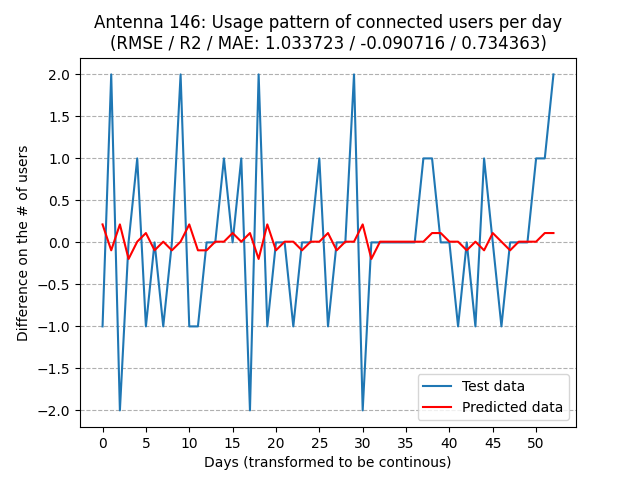 Antenna 146: Usage pattern of connected users per day
(RMSE / R2 / MAE: 1.033723 / -0.090716 / 0.734363)
Difference on the # of users
2.0
1.5
1.0
0.5
0.0
−0.5
−1.0
−1.5
−2.0
Test data
Predicted data
0 5 10 15 20 25 30 35 40 45 50
Days (transformed to be continous)